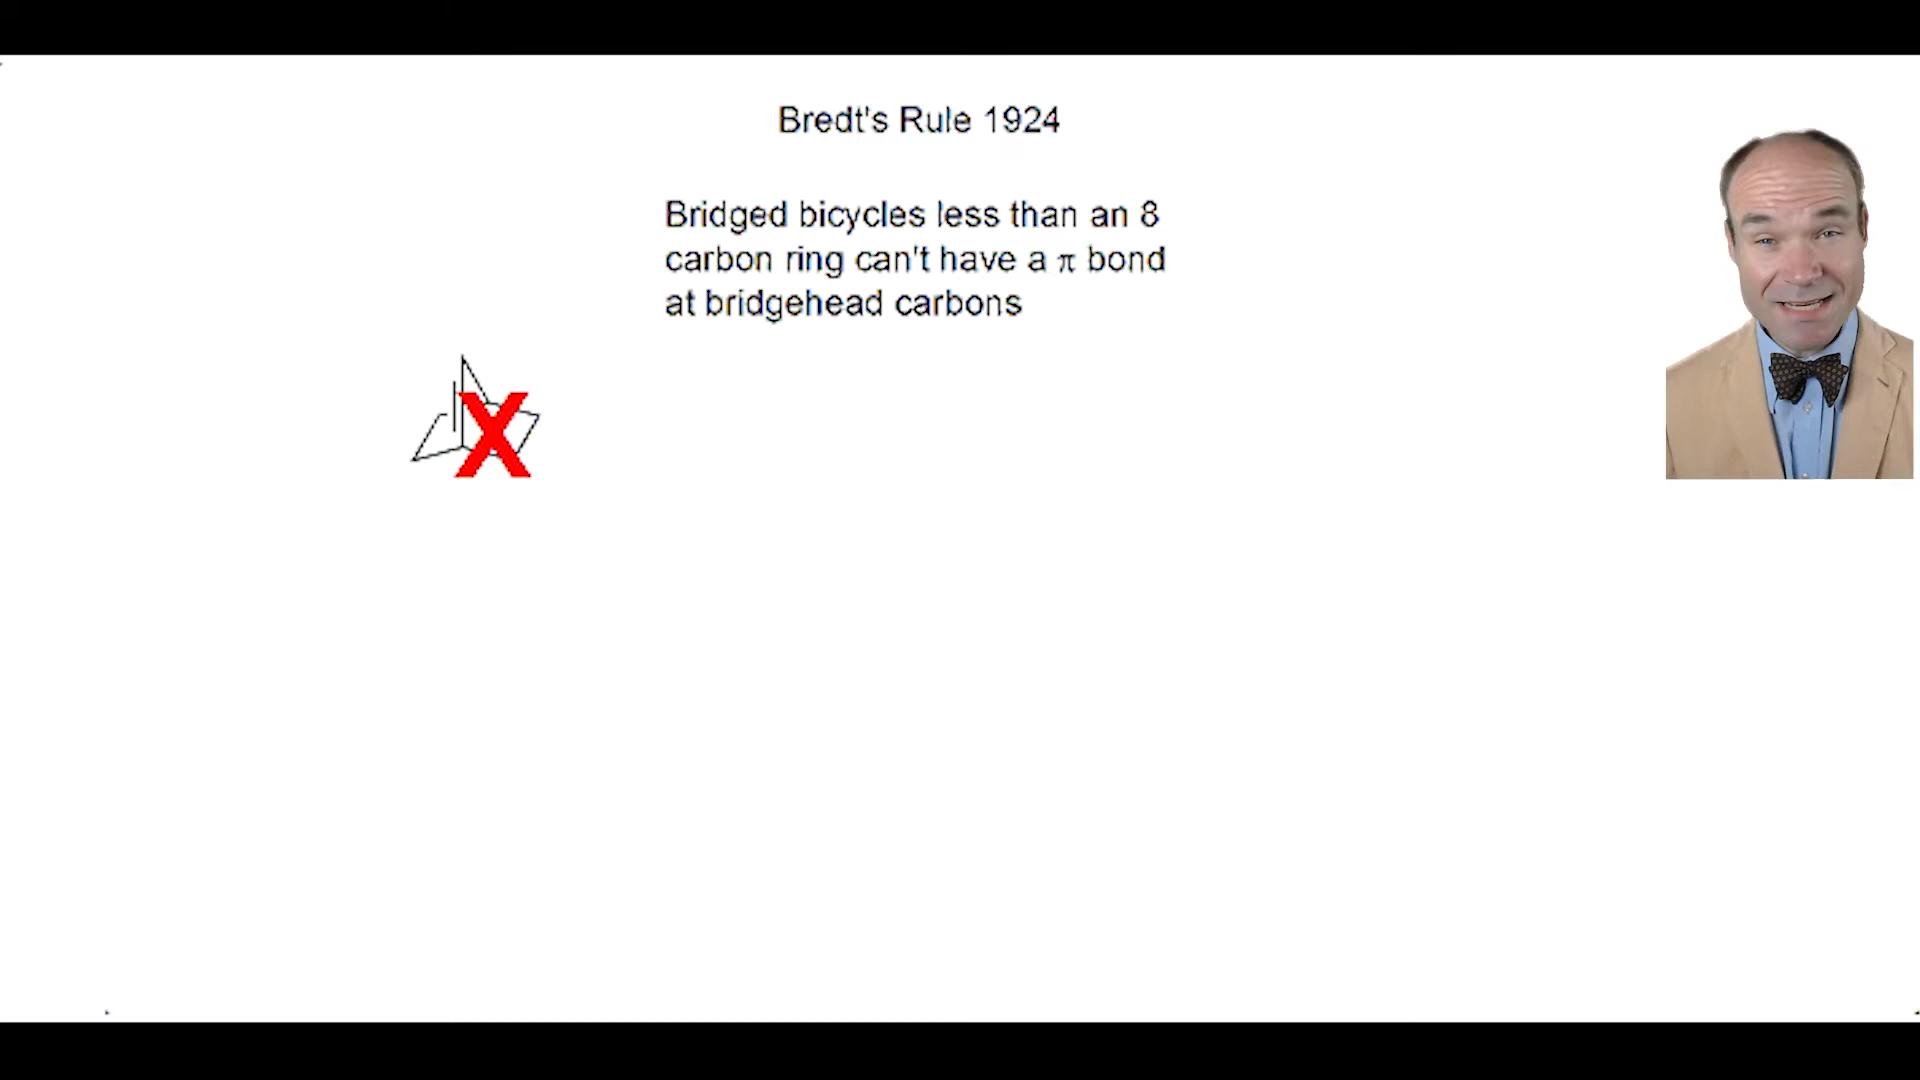 Bredt's Rule 1924
Bridged bicycles less than an 8
carbon ring can't have a π bond
at bridgehead carbons
X